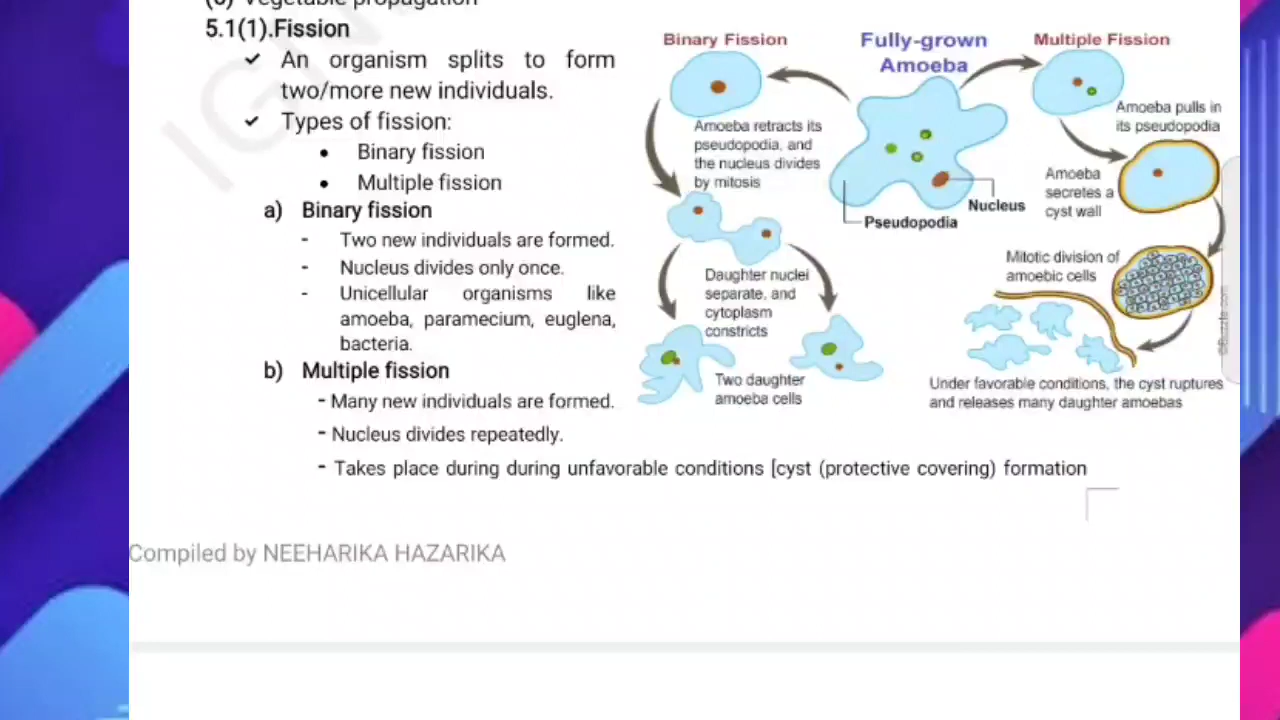 (6) Vegetable propagation
5.1(1).Fission
✓ An organism splits to form
two/more new individuals.
✓ Types of fission:
• Binary fission
• Multiple fission
a) Binary fission
- Two new individuals are formed.
- Nucleus divides only once.
- Unicellular organisms like
amoeba, paramecium, euglena,
bacteria.
b) Multiple fission
- Many new individuals are formed.
- Nucleus divides repeatedly.
- Takes place during during unfavorable conditions [cyst (protective covering) formation
Binary Fission
Fully-grown
Amoeba
Multiple Fission
Amoeba retracts its
pseudopodia, and
the nucleus divides
by mitosis
Pseudopodia
Nucleus
Amoeba pulls in
its pseudopodia
Amoeba
secretes a
cyst wall
Daughter nuclei
separate, and
cytoplasm
constricts
Mitotic division of
amoebic cells
Two daughter
amoeba cells
Under favorable conditions, the cyst ruptures
and releases many daughter amoebas
©Buzzle.com
Compiled by NEEHARIKA HAZARIKA